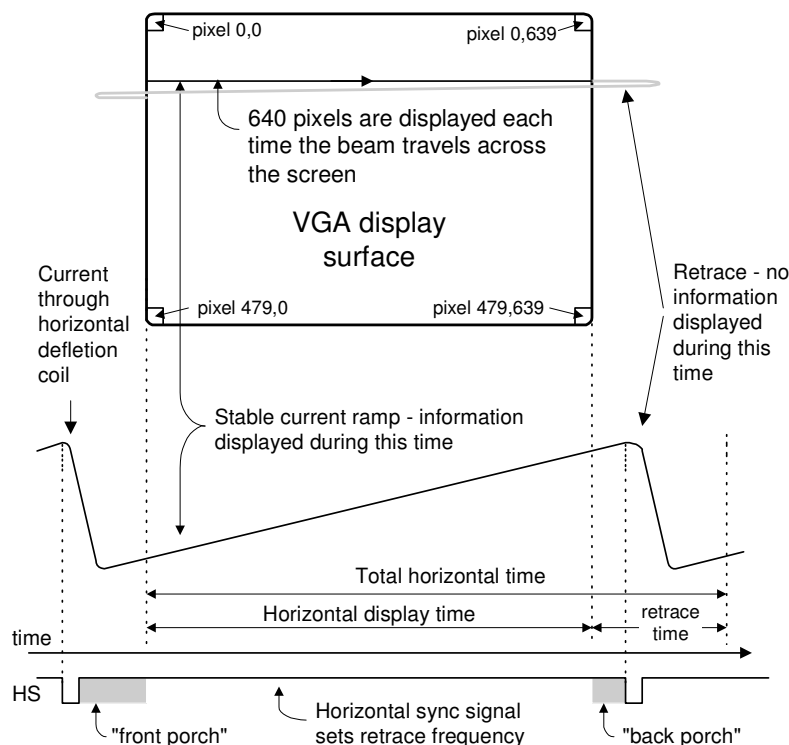 pixel 0,0
pixel 0,639
640 pixels are displayed each
time the beam travels across
the screen
VGA display
surface
Current
through
horizontal
defletion
coil
pixel 479,0
pixel 479,639
Retrace - no
information
displayed
during this
time
Stable current ramp - information
displayed during this time
Total horizontal time
Horizontal display time
retrace
time
time
HS
"front porch"
Horizontal sync signal
sets retrace frequency
"back porch"